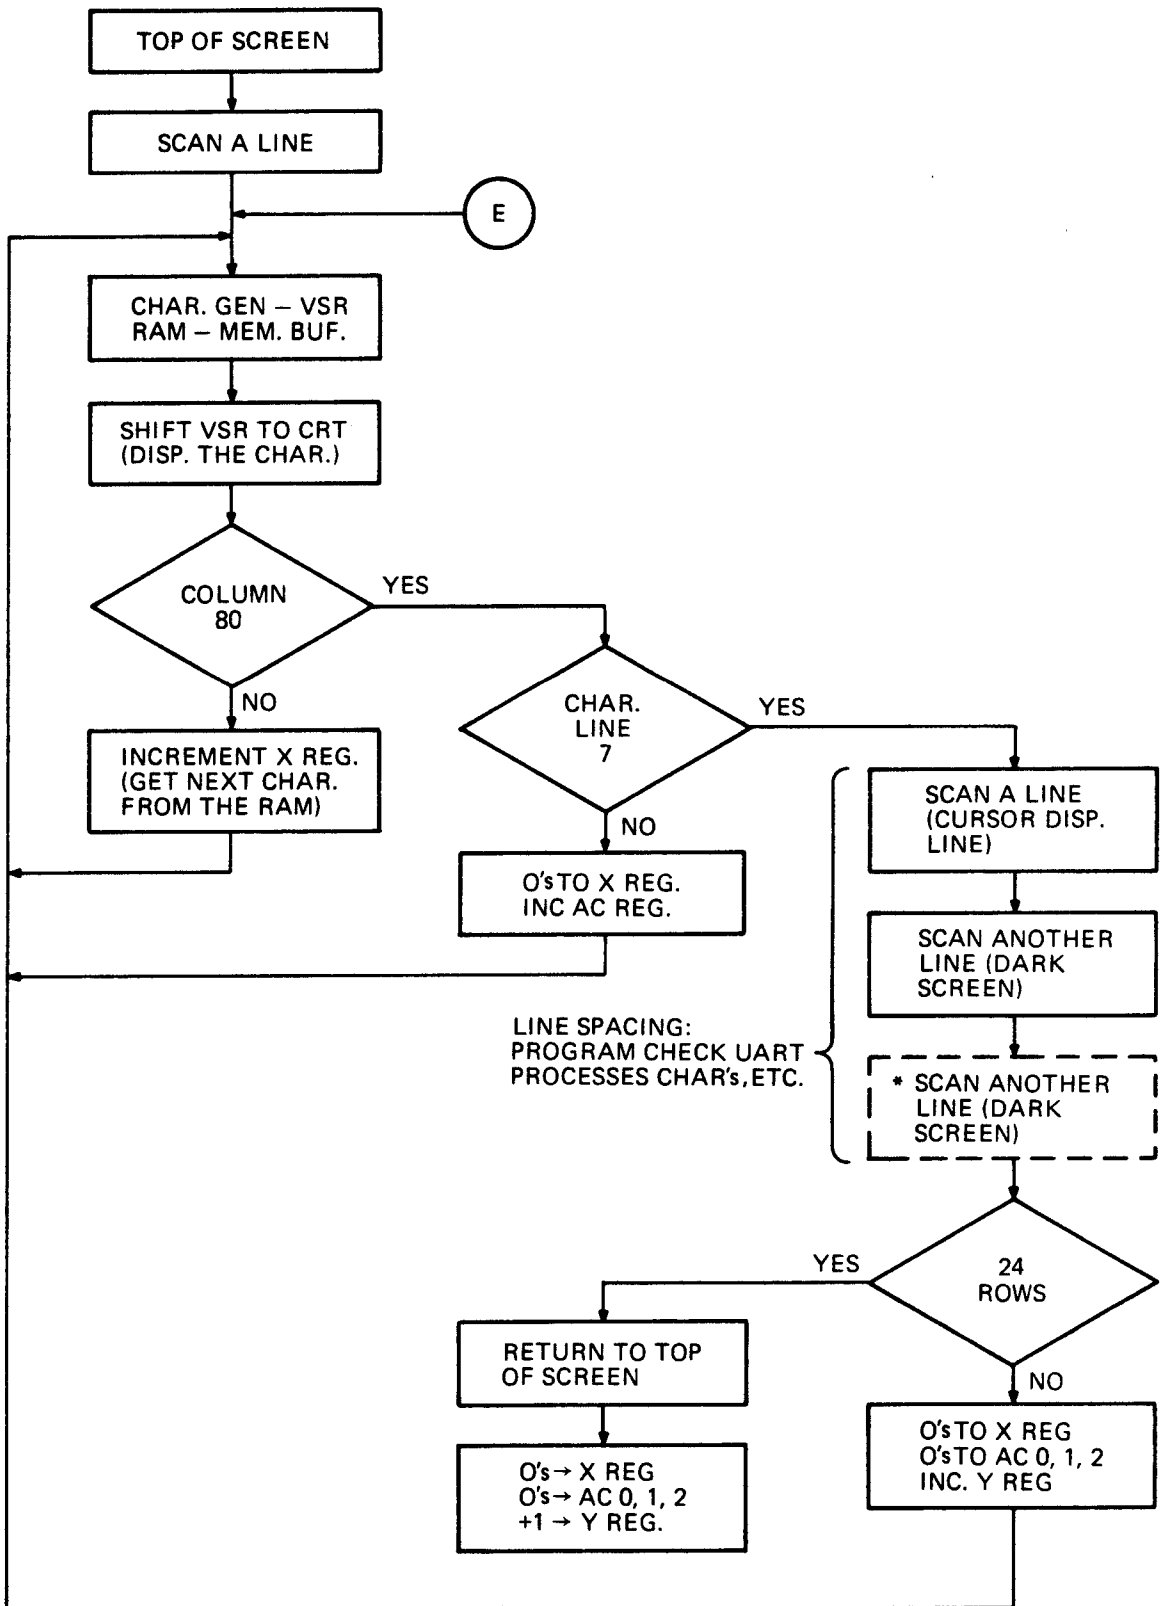 TOP OF SCREEN
SCAN A LINE
E
CHAR. GEN – VSR
RAM – MEM. BUF.
SHIFT VSR TO CRT
(DISP. THE CHAR.)
COLUMN
80
YES
NO
INCREMENT X REG.
(GET NEXT CHAR.
FROM THE RAM)
CHAR.
LINE
7
YES
NO
O's TO X REG.
INC AC REG.
SCAN A LINE
(CURSOR DISP.
LINE)
SCAN ANOTHER
LINE (DARK
SCREEN)
LINE SPACING:
PROGRAM CHECK UART
PROCESSES CHAR's, ETC.
* SCAN ANOTHER
LINE (DARK
SCREEN)
24
ROWS
YES
NO
RETURN TO TOP
OF SCREEN
O's → X REG
O's → AC 0, 1, 2
+1 → Y REG.
O's TO X REG
O's TO AC 0, 1, 2
INC. Y REG